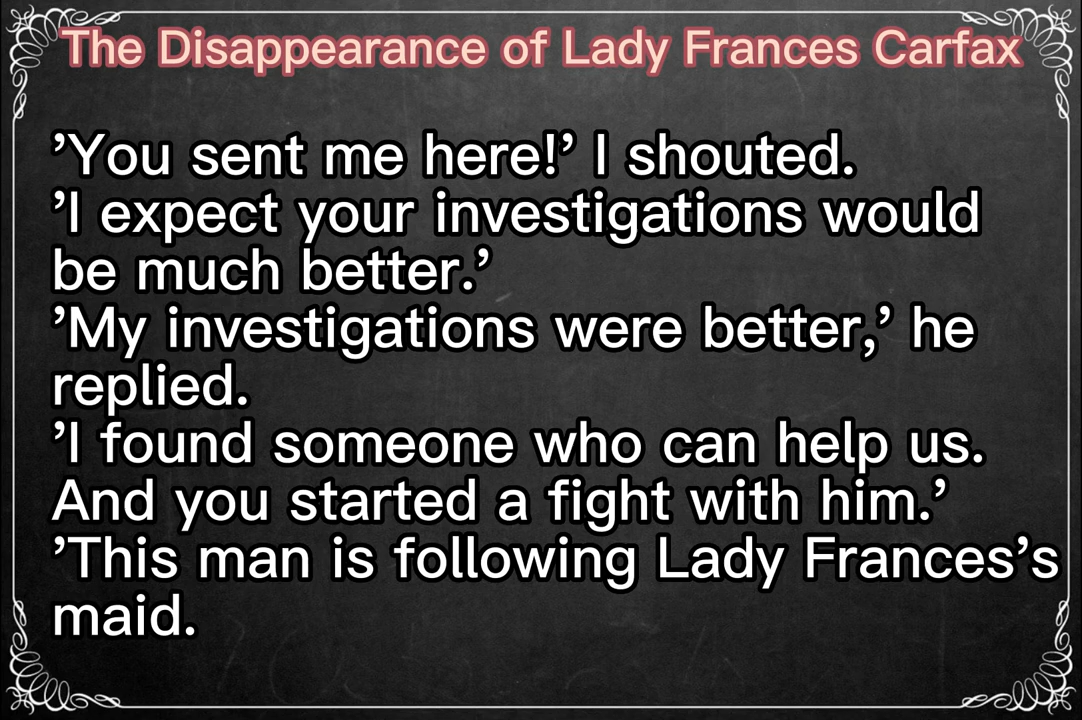 The Disappearance of Lady Frances Carfax
’You sent me here!’ I shouted.
’I expect your investigations would
be much better.’
’My investigations were better,’ he
replied.
’I found someone who can help us.
And you started a fight with him.’
’This man is following Lady Frances’s
maid.